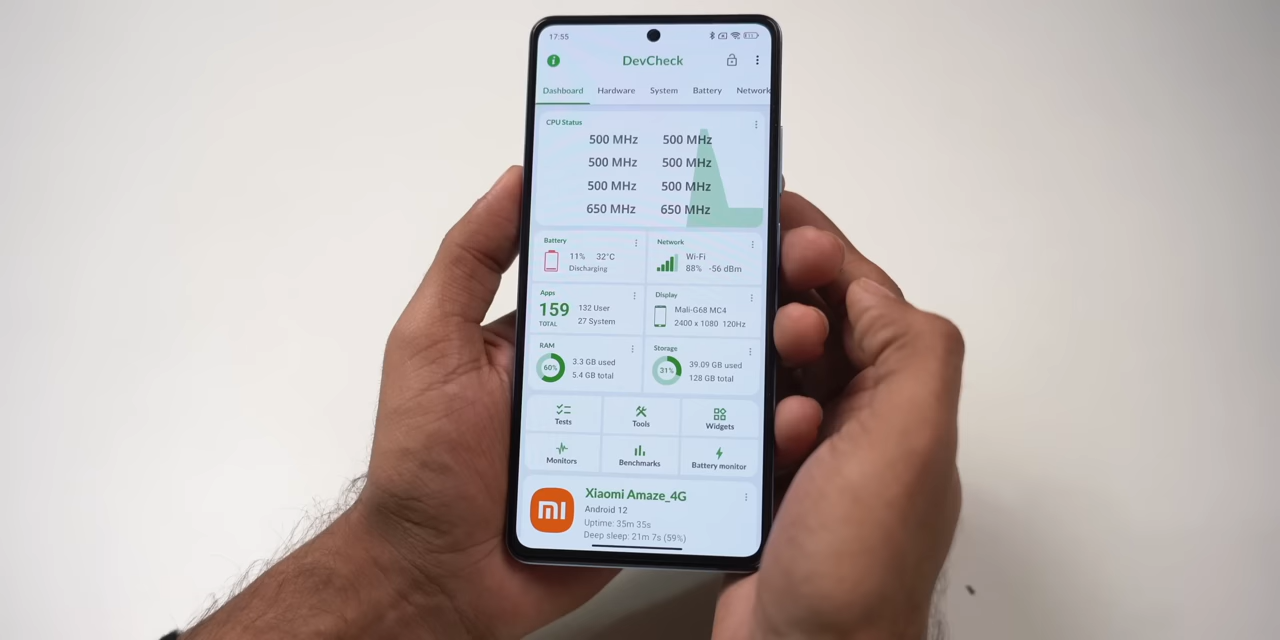 17:55
DevCheck
Dashboard Hardware System Battery Network
CPU Status
500 MHz 500 MHz
500 MHz 500 MHz
500 MHz 500 MHz
650 MHz 650 MHz
Battery
11% 32°C
Discharging
Network
Wi-Fi
88% -56 dBm
Apps
159
TOTAL
132 User
27 System
Display
Mali-G68 MC4
2400 x 1080 120Hz
RAM
60%
3.3 GB used
5.4 GB total
Storage
31%
39.09 GB used
128 GB total
Tests Tools Widgets
Monitors Benchmarks Battery monitor
mi
Xiaomi Amaze_4G
Android 12
Uptime: 35m 35s
Deep sleep: 21m 7s (59%)